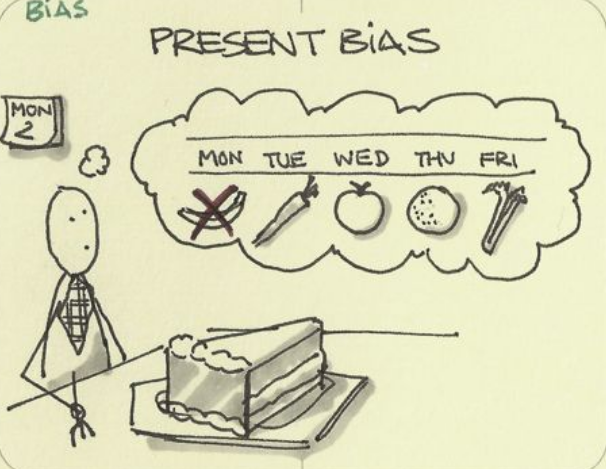 BiAS
PRESENT BiAS
MON
2
MON TUE WED THU FRI